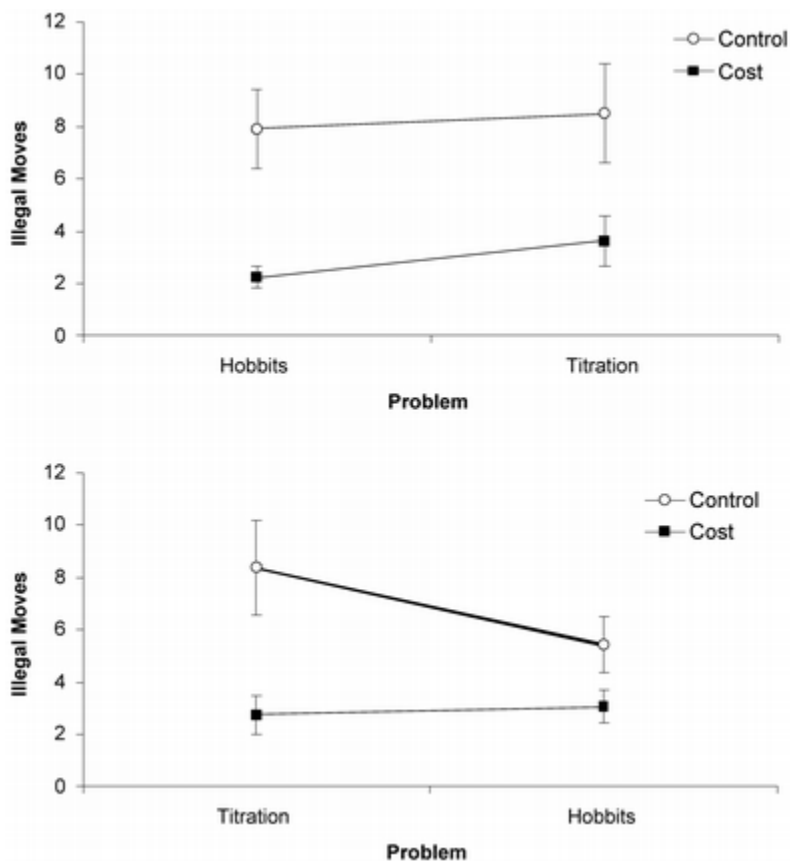 12
Control
Cost
10
8
6
4
2
0
Illegal Moves
Hobbits Titration
Problem
12
Control
Cost
10
8
6
4
2
0
Illegal Moves
Titration Hobbits
Problem